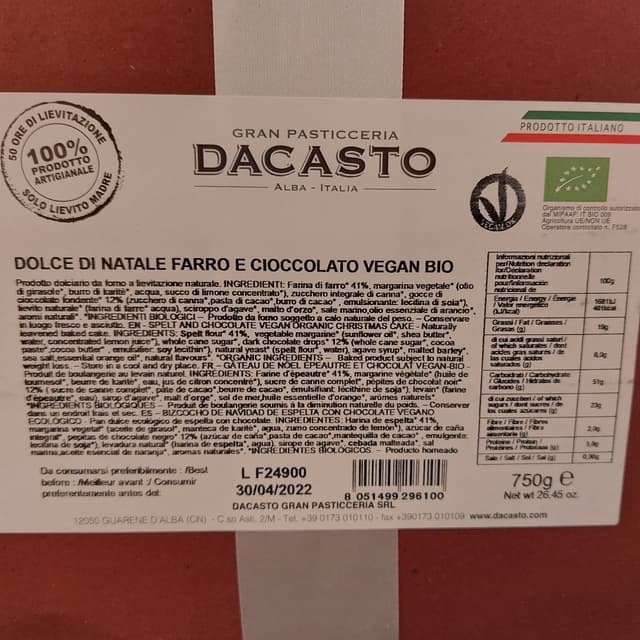 50 ORE DI LIEVITAZIONE
100%
PRODOTTO
ARTIGIANALE
SOLO LIEVITO MADRE
GRAN PASTICCERIA
DACASTO
ALBA - ITALIA
PRODOTTO ITALIANO
VEGAN OK
Organismo di controllo autorizzato
dal MIPAAF: IT BIO 009
Agricoltura UE/NON UE
Operatore controllato n. F528
DOLCE DI NATALE FARRO E CIOCCOLATO VEGAN BIO
Prodotto dolciario da forno a lievitazione naturale. INGREDIENTI: Farina di farro* 41%, margarina vegetale* (olio
di girasole*, burro di karité*, acqua, succo di limone concentrato*), zucchero integrale di canna*, gocce di
cioccolato fondente* 12% (zucchero di canna*,pasta di cacao*,burro di cacao*, emulsionante: lecitina di soia*),
lievito naturale* (farina di farro* acqua), sciroppo d'agave*, malto d'orzo*, sale marino,olio essenziale di arancio*,
aromi naturali*. *INGREDIENTI BIOLOGICI – Prodotto da forno soggetto a calo naturale del peso. – Conservare
in luogo fresco e asciutto. EN - SPELT AND CHOCOLATE VEGAN ORGANIC CHRISTMAS CAKE - Naturally
leavened baked cake. INGREDIENTS: Spelt flour* 41%, vegetable margarine* (sunflower oil*, shea butter*,
water, concentrated lemon juice*), whole cane sugar*, dark chocolate drops* 12% (whole cane sugar*, cocoa
paste*,cocoa butter*, emulsifier: soy lecithin*), natural yeast* (spelt flour*, water), agave syrup*, malted barley*,
sea salt,essential orange oil*, natural flavours*. *ORGANIC INGREDIENTS – Baked product subject to natural
weight loss. – Store in a cool and dry place. FR – GÂTEAU DE NOËL ÉPEAUTRE ET CHOCOLAT VEGAN-BIO -
Produit de boulangerie au levain naturel. INGRÉDIENTS: Farine d'épeautre* 41%, margarine végétale* (huile de
tournesol*, beurre de karité*, eau, jus de citron concentré*), sucre de canne complet*, pépites de chocolat noir*
12% ( sucre de canne complet*, pâte de cacao*,beurre de cacao*, émulsifiant: lécithine de soja*), levain* (farine
d'épeautre*, eau), sirop d'agave*, malt d'orge*, sel de mer,huile essentielle d'orange*, arômes naturels*
*INGRÉDIENTS BIOLOGIQUES – Produit de boulangerie soumis à la diminution naturelle du poids. – Conserver
dans un endroit frais et sec. ES – BIZCOCHO DE NAVIDAD DE ESPELTA CON CHOCOLATE VEGANO
ECOLÓGICO - Pan dulce ecológico de espelta con chocolate. INGREDIENTES: Harina de espelta* 41%,
margarina vegetal* (aceite de girasol*, manteca de karité*, agua, zumo concentrado de limón*), azúcar de caña
integral*, pepitas de chocolate negro* 12% (azúcar de caña*,pasta de cacao*,mantequilla de cacao*, emulgente:
lecitina de soja*), levadura natural* (harina de espelta*, agua), sirope de agave*, cebada malteada*, sal
marina,aceite esencial de naranja*, aromas naturales*. *INGREDIENTES BIOLÓGICOS. – Producto horneado
Informazioni nutrizionali
per/Nutrition declaration
for/Déclaration
nutritionnelle
pour/Información
nutricional de
100g
Energia / Energy / Énergie
/ Valor energético
(kJ/kcal)
Grassi / Fat / Graisses /
Grasas (g)
19g
di cui acidi grassi saturi /
of which saturates / dont
acides gras saturés / de
las cuales ácidos
saturados (g)
Carboidrati / Carbohydrate
/ Glucides / Hidratos de
carbono (g)
51g
di cui zuccheri / of which
sugars / dont sucres / de
los cuales azúcares (g)
23g
Fibre / Fibre / Fibres
alimentaires / Fibra
alimentaria (g)
Proteine / Protein /
Protéines / Proteínas (g)
Sale / Salt / Sel / Sal (g)
Da consumarsi preferibilmente : /Best
before : /Meilleur avant :/ Consumir
preferentemente antes del:
L F24900
30/04/2022
8 051499 296100
750g e
Net wt 26.45 oz.
DACASTO GRAN PASTICCERIA SRL
12050 GUARENE D'ALBA (CN) - C.so Asti, 2/M - Tel. +39 0173 010110 - fax +390173 010109 www.dacasto.com